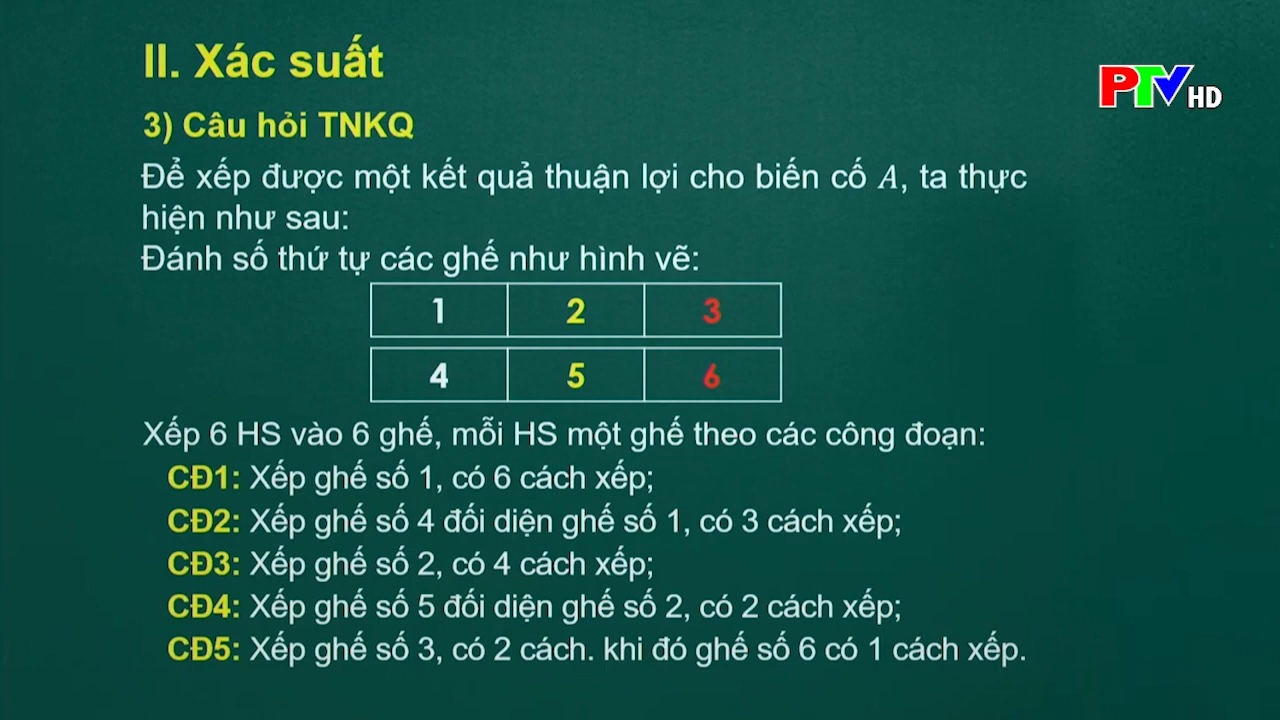 II. Xác suất
PTV HD
3) Câu hỏi TNKQ
Để xếp được một kết quả thuận lợi cho biến cố A, ta thực
hiện như sau:
Đánh số thứ tự các ghế như hình vẽ:
1 2 3
4 5 6
Xếp 6 HS vào 6 ghế, mỗi HS một ghế theo các công đoạn:
CĐ1: Xếp ghế số 1, có 6 cách xếp;
CĐ2: Xếp ghế số 4 đối diện ghế số 1, có 3 cách xếp;
CĐ3: Xếp ghế số 2, có 4 cách xếp;
CĐ4: Xếp ghế số 5 đối diện ghế số 2, có 2 cách xếp;
CĐ5: Xếp ghế số 3, có 2 cách. khi đó ghế số 6 có 1 cách xếp.